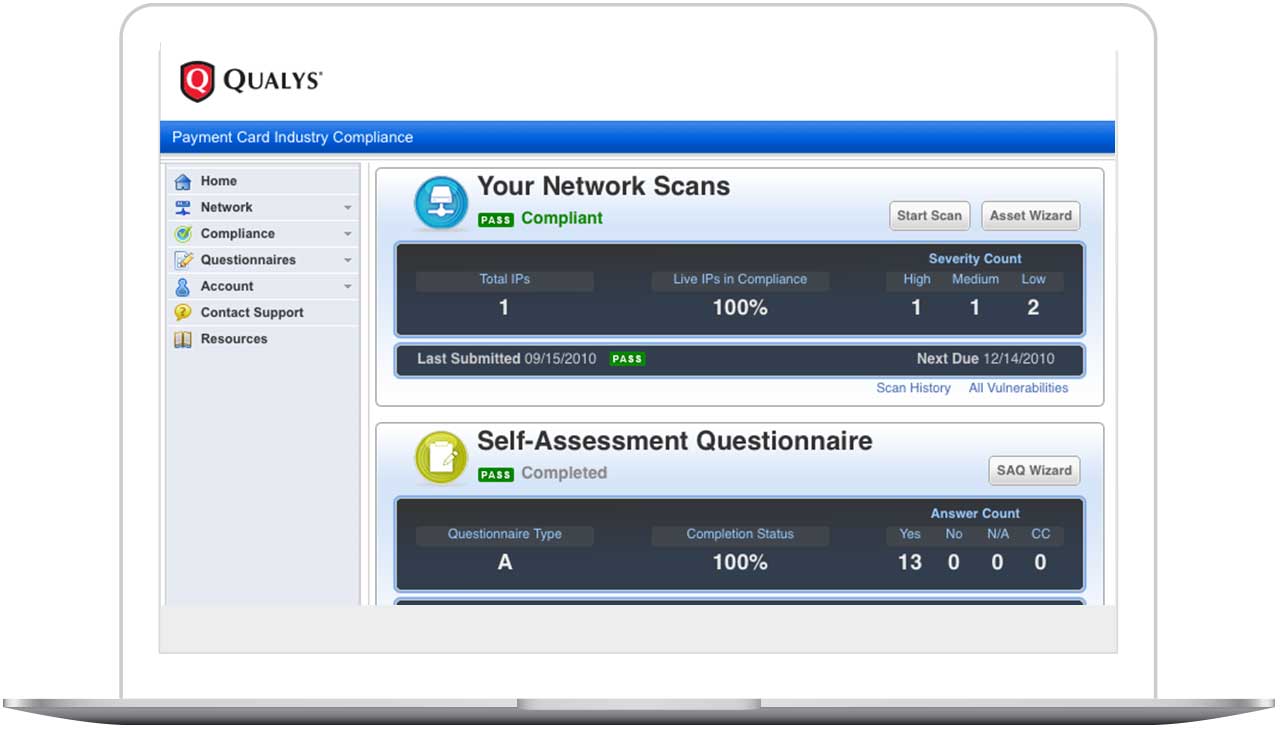 Q QUALYS®
Payment Card Industry Compliance
Home
Network
Compliance
Questionnaires
Account
Contact Support
Resources
Your Network Scans
PASS Compliant
Start Scan Asset Wizard
Severity Count
Total IPs Live IPs in Compliance High Medium Low
1 100% 1 1 2
Last Submitted 09/15/2010 PASS Next Due 12/14/2010
Scan History All Vulnerabilities
Self-Assessment Questionnaire
PASS Completed
SAQ Wizard
Answer Count
Questionnaire Type Completion Status Yes No N/A CC
A 100% 13 0 0 0